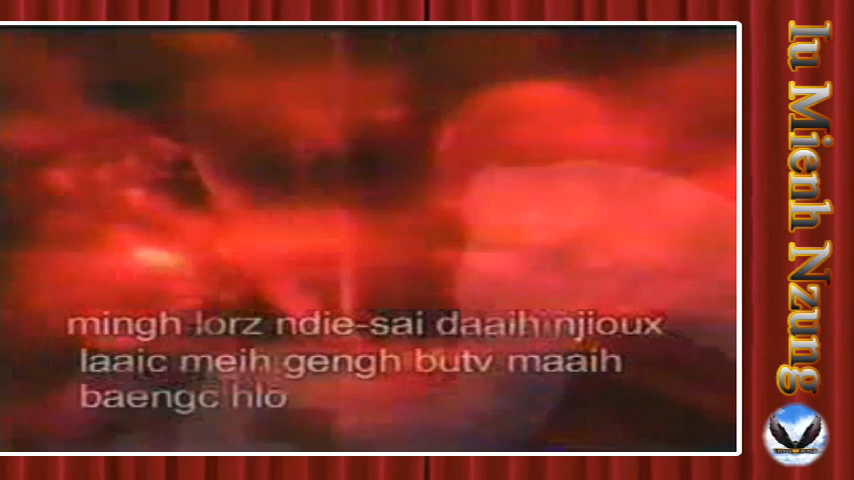 mingh lorz ndie-sai daaih njioux
laaic meih gengh butv maaih
baengc hlo
Iu Mienh Nzung